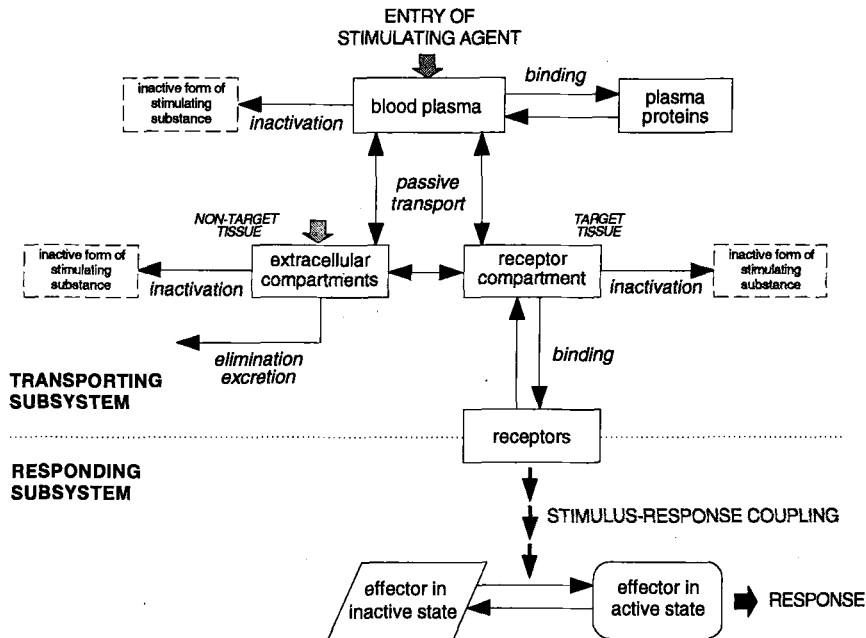 ENTRY OF
STIMULATING AGENT
inactive form of
stimulating
substance
inactivation
blood plasma
binding
plasma
proteins
passive
transport
NON-TARGET
TISSUE
TARGET
TISSUE
inactive form of
stimulating
substance
inactivation
extracellular
compartments
receptor
compartment
inactivation
inactive form of
stimulating
substance
elimination
excretion
binding
TRANSPORTING
SUBSYSTEM
receptors
RESPONDING
SUBSYSTEM
STIMULUS-RESPONSE COUPLING
effector in
inactive state
effector in
active state
RESPONSE